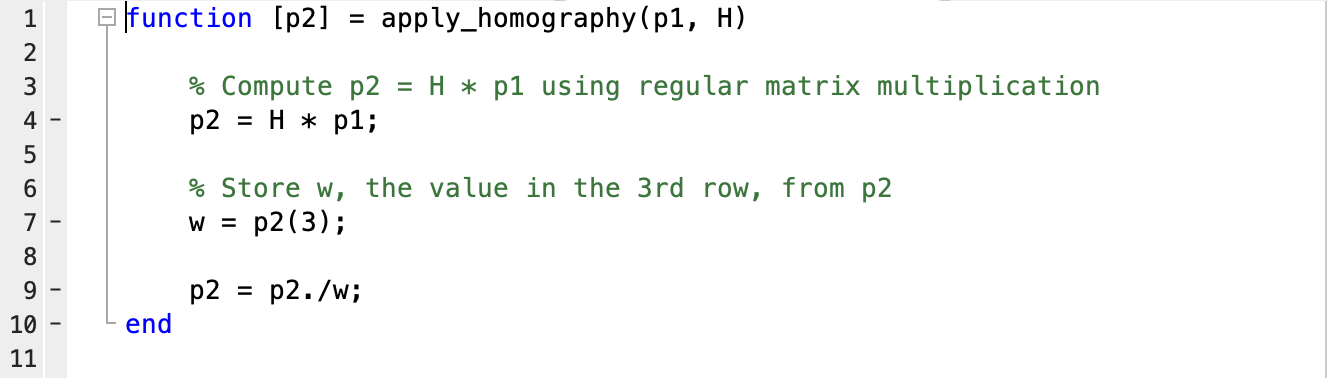 1 function [p2] = apply_homography(p1, H)
2
3 % Compute p2 = H * p1 using regular matrix multiplication
4 - p2 = H * p1;
5
6 % Store w, the value in the 3rd row, from p2
7 - w = p2(3);
8
9 - p2 = p2./w;
10 - end
11